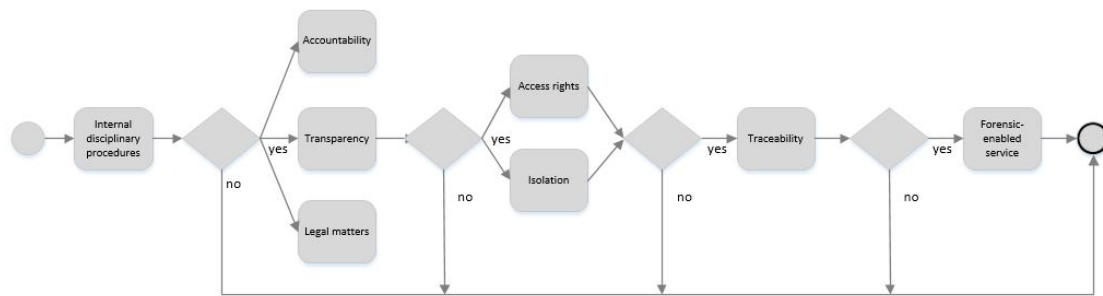 Internal
disciplinary
procedures
yes
no
Accountability
Transparency
Legal matters
yes
no
Access rights
Isolation
yes
no
Traceability
yes
no
Forensic-
enabled
service